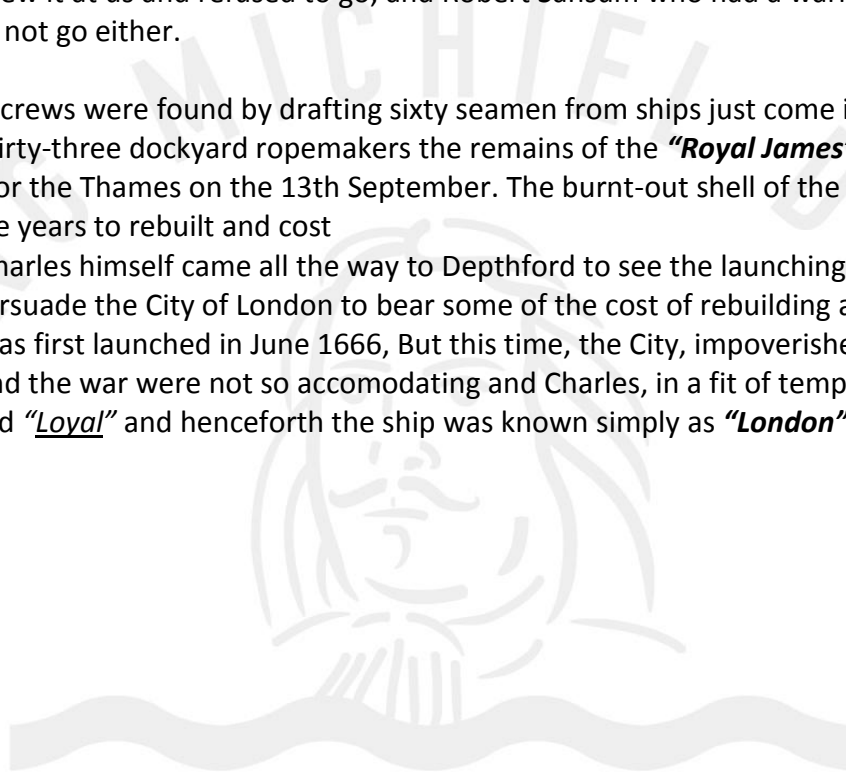 not go either.
crews were found by drafting sixty seamen from ships just come i
irty-three dockyard ropemakers the remains of the “Royal James
or the Thames on the 13th September. The burnt-out shell of the
e years to rebuilt and cost
harles himself came all the way to Depthford to see the launching
rsuade the City of London to bear some of the cost of rebuilding a
as first launched in June 1666, But this time, the City, impoverishe
nd the war were not so accomodating and Charles, in a fit of temp
d “Loyal” and henceforth the ship was known simply as “London”
MICHIEL D